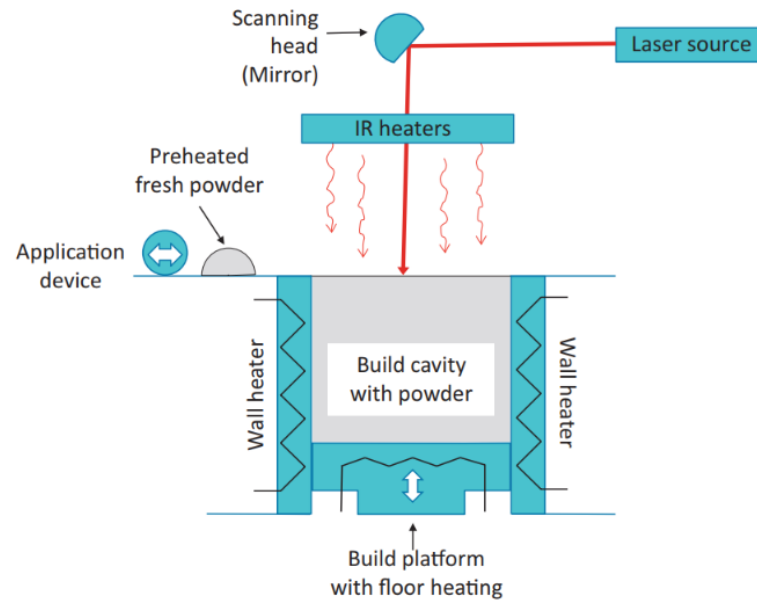 Scanning
head
(Mirror)
Laser source
IR heaters
Preheated
fresh powder
Application
device
Wall heater
Build cavity
with powder
Wall heater
Build platform
with floor heating